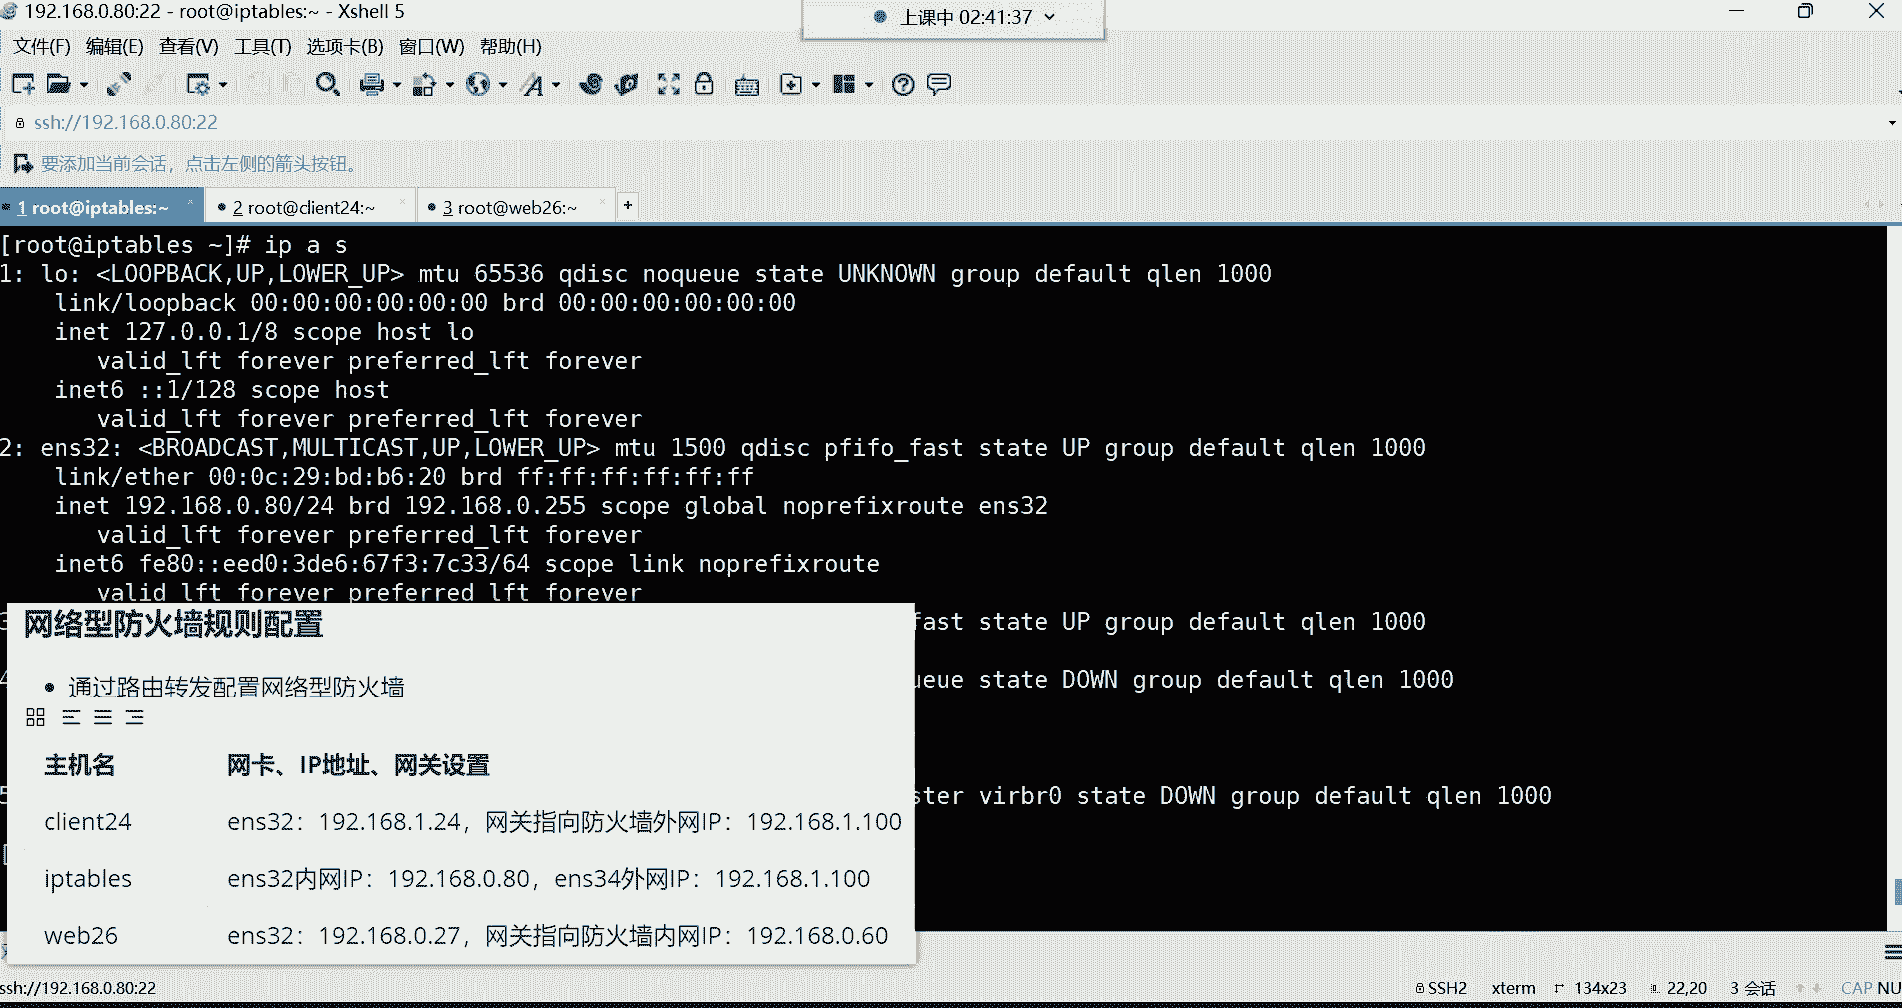 192.168.0.80:22 - root@iptables:~ - Xshell 5
上课中 02:41:37
文件(F) 编辑(E) 查看(V) 工具(T) 选项卡(B) 窗口(W) 帮助(H)
ssh://192.168.0.80:22
要添加当前会话，点击左侧的箭头按钮。
1 root@iptables:~ 2 root@client24:~ 3 root@web26:~ +
[root@iptables ~]# ip a s
1: lo: <LOOPBACK,UP,LOWER_UP> mtu 65536 qdisc noqueue state UNKNOWN group default qlen 1000
link/loopback 00:00:00:00:00:00 brd 00:00:00:00:00:00
inet 127.0.0.1/8 scope host lo
valid_lft forever preferred_lft forever
inet6 ::1/128 scope host
valid_lft forever preferred_lft forever
2: ens32: <BROADCAST,MULTICAST,UP,LOWER_UP> mtu 1500 qdisc pfifo_fast state UP group default qlen 1000
link/ether 00:0c:29:bd:b6:20 brd ff:ff:ff:ff:ff:ff
inet 192.168.0.80/24 brd 192.168.0.255 scope global noprefixroute ens32
valid_lft forever preferred_lft forever
inet6 fe80::eed0:3de6:67f3:7c33/64 scope link noprefixroute
valid_lft forever preferred_lft forever
fast state UP group default qlen 1000
state DOWN group default qlen 1000
virbr0 state DOWN group default qlen 1000
网络型防火墙规则配置
● 通过路由转发配置网络型防火墙
主机名 网卡、IP地址、网关设置
client24 ens32：192.168.1.24，网关指向防火墙外网IP：192.168.1.100
iptables ens32内网IP：192.168.0.80，ens34外网IP：192.168.1.100
web26 ens32：192.168.0.27，网关指向防火墙内网IP：192.168.0.60
ssh://192.168.0.80:22 SSH2 xterm 134x23 22,20 3 会话 CAP NU